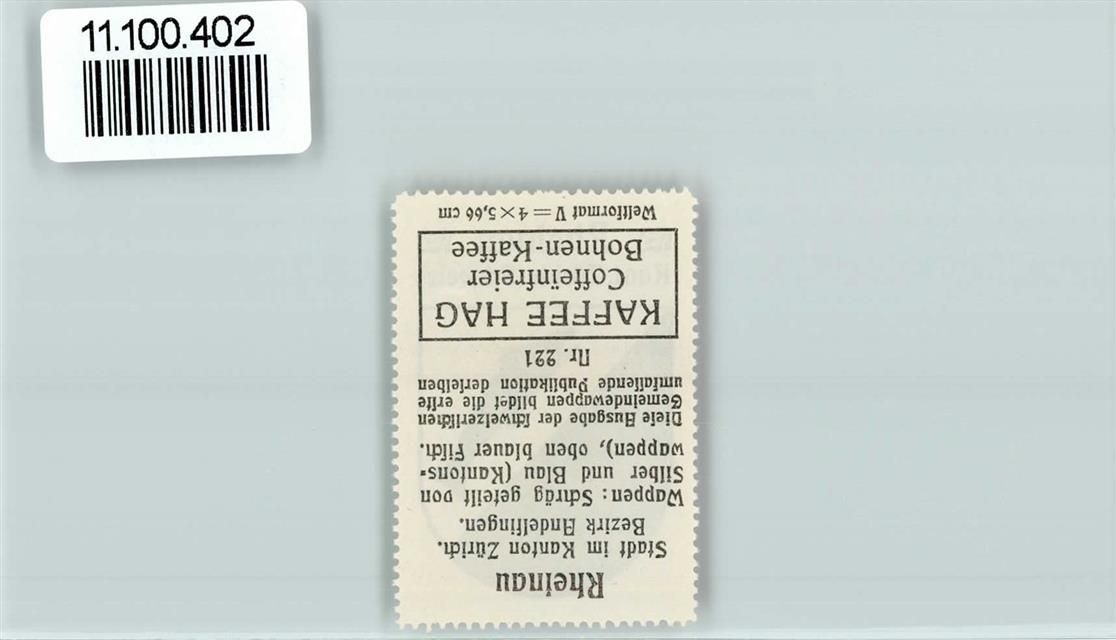 11.100.402
Rheinau
Stadt im Kanton Zürich.
Bezirk Andelfingen.
Wappen: Schräg geteilt von
Silber und Blau (Kantons-
wappen), oben blauer Fisch.
Diese Ausgabe der schweizerischen
Gemeindewappen bildet die erste
umfassende Publikation derselben
Nr. 221
KAFFEE HAG
Coffeïnfreier
Bohnen-Kaffee
Weltformat V = 4 × 5,66 cm